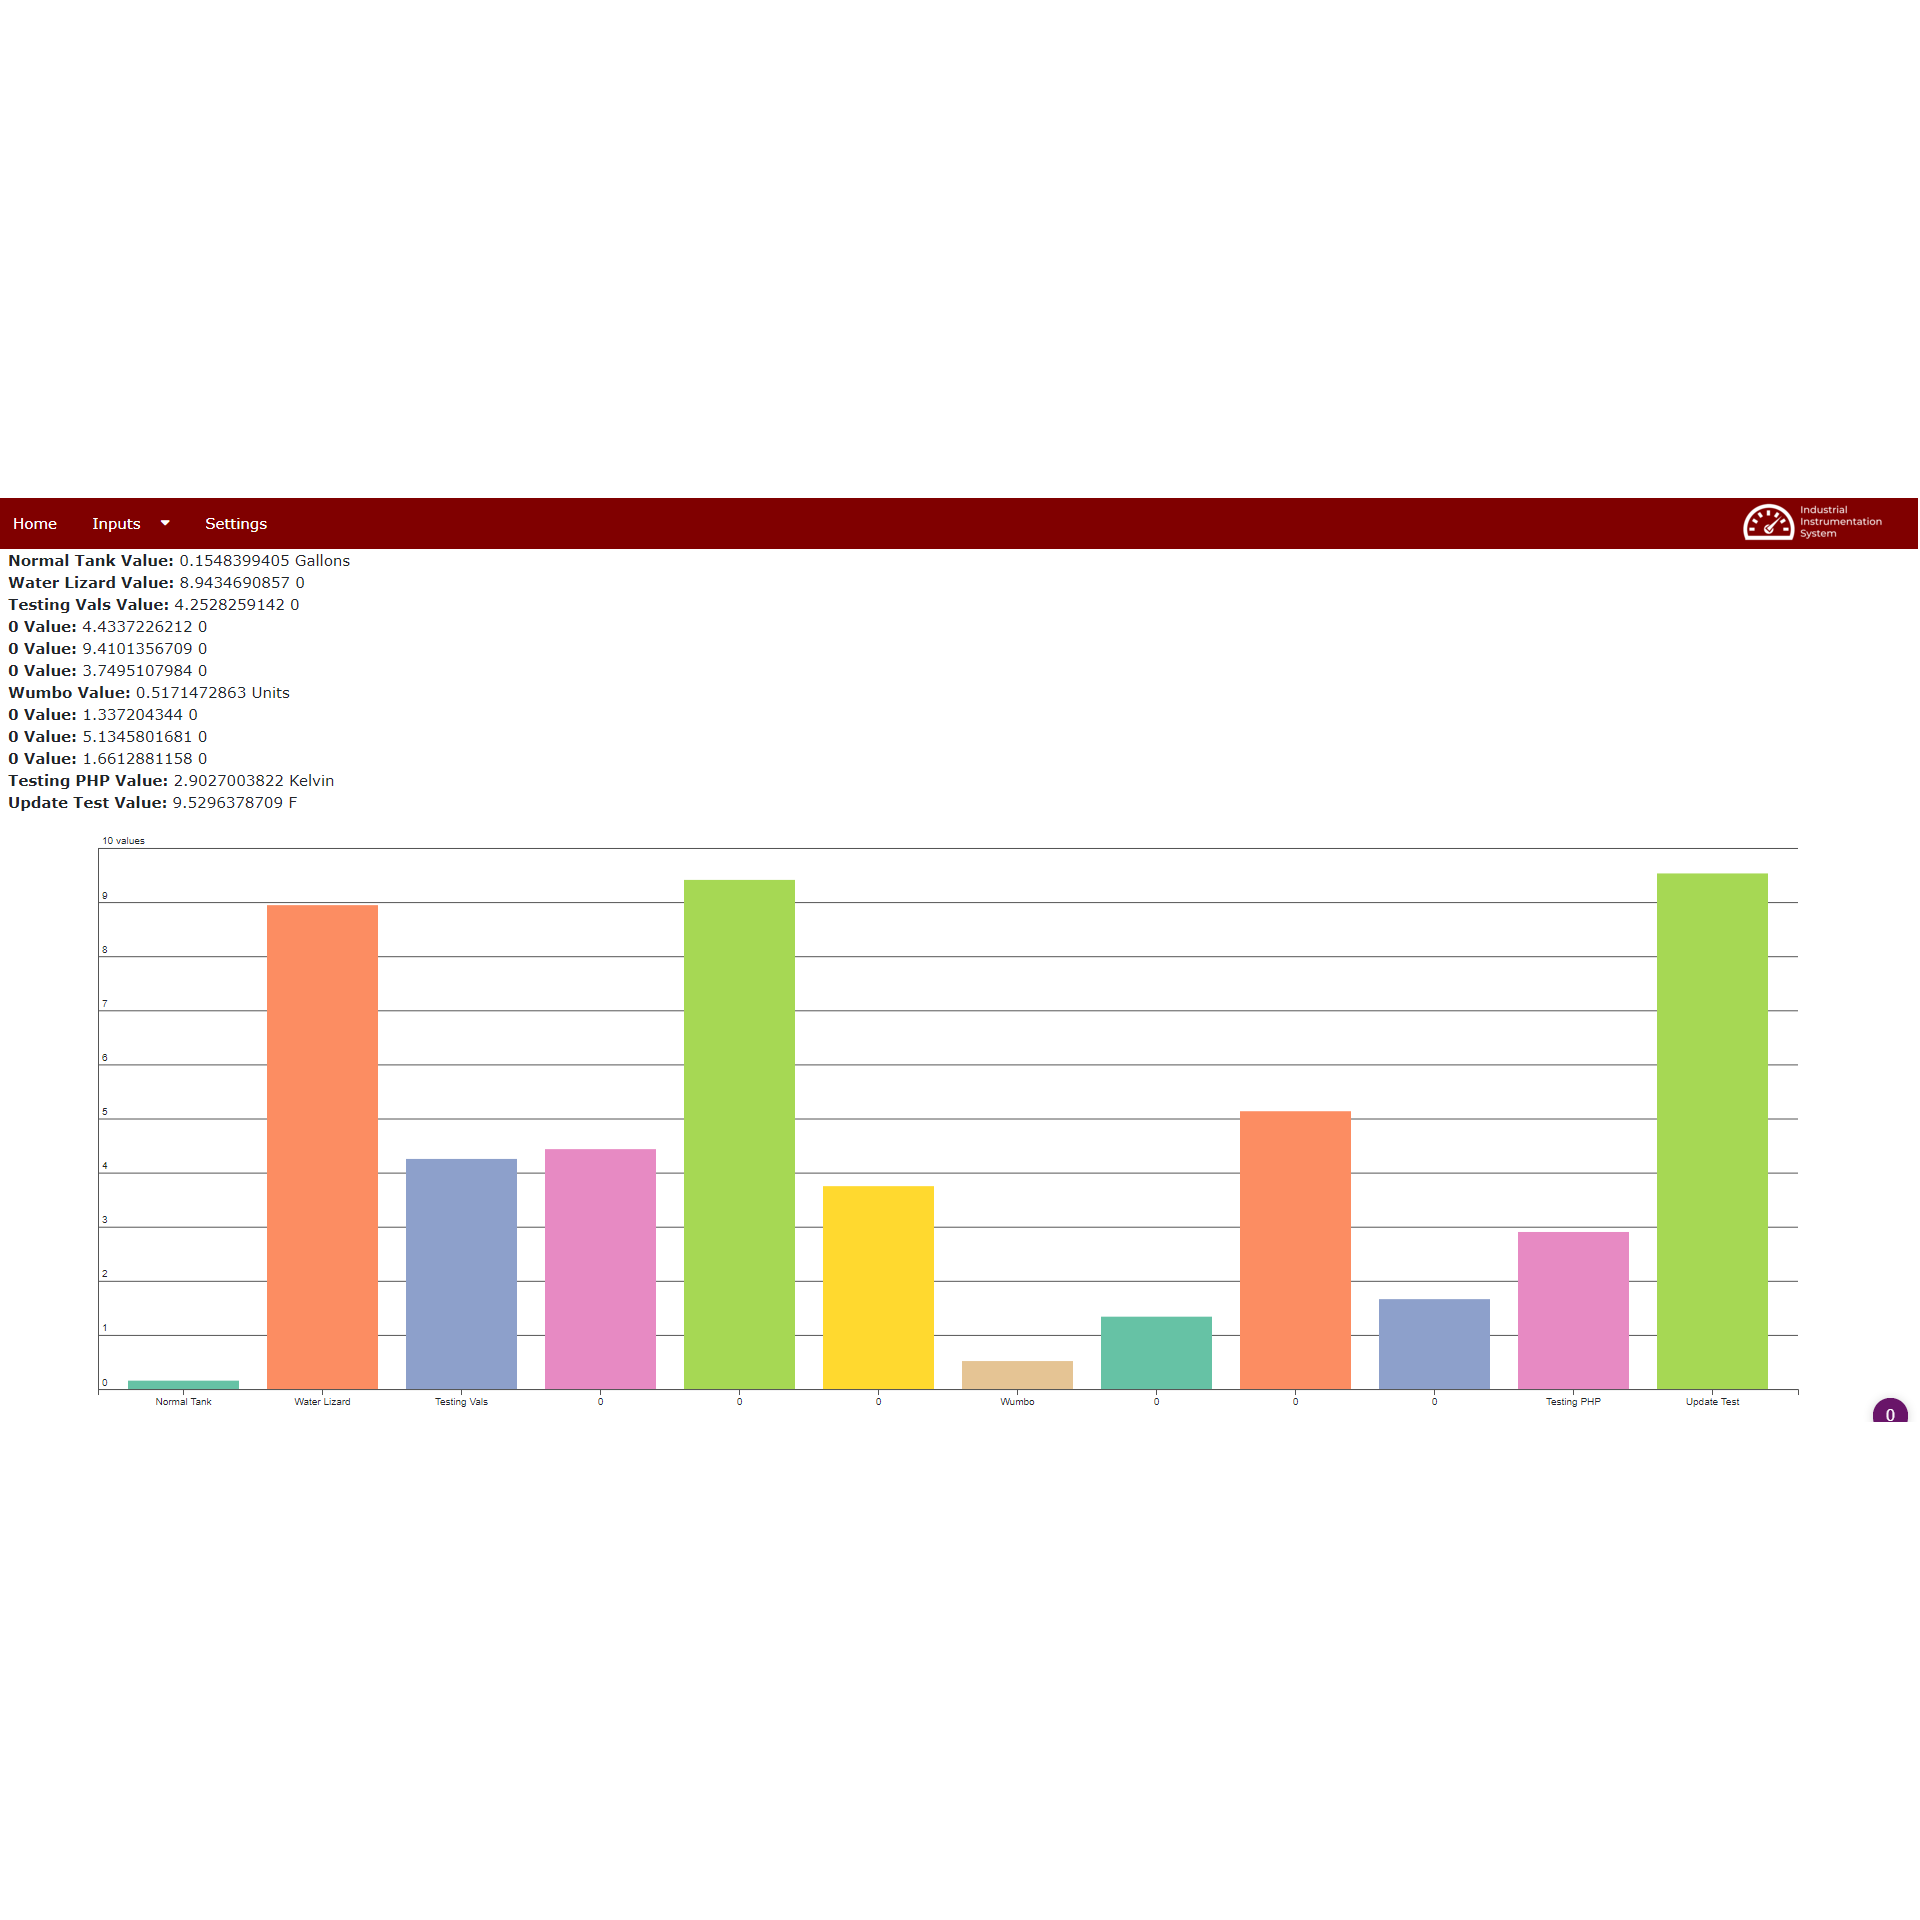 Home Inputs Settings
Industrial
Instrumentation
System
Normal Tank Value: 0.1548399405 Gallons
Water Lizard Value: 8.9434690857 0
Testing Vals Value: 4.2528259142 0
0 Value: 4.4337226212 0
0 Value: 9.4101356709 0
0 Value: 3.7495107984 0
Wumbo Value: 0.5171472863 Units
0 Value: 1.337204344 0
0 Value: 5.1345801681 0
0 Value: 1.6612881158 0
Testing PHP Value: 2.9027003822 Kelvin
Update Test Value: 9.5296378709 F
10 values
9
8
7
6
5
4
3
2
1
0
Normal Tank Water Lizard Testing Vals 0 0 0 Wumbo 0 0 0 Testing PHP Update Test
0